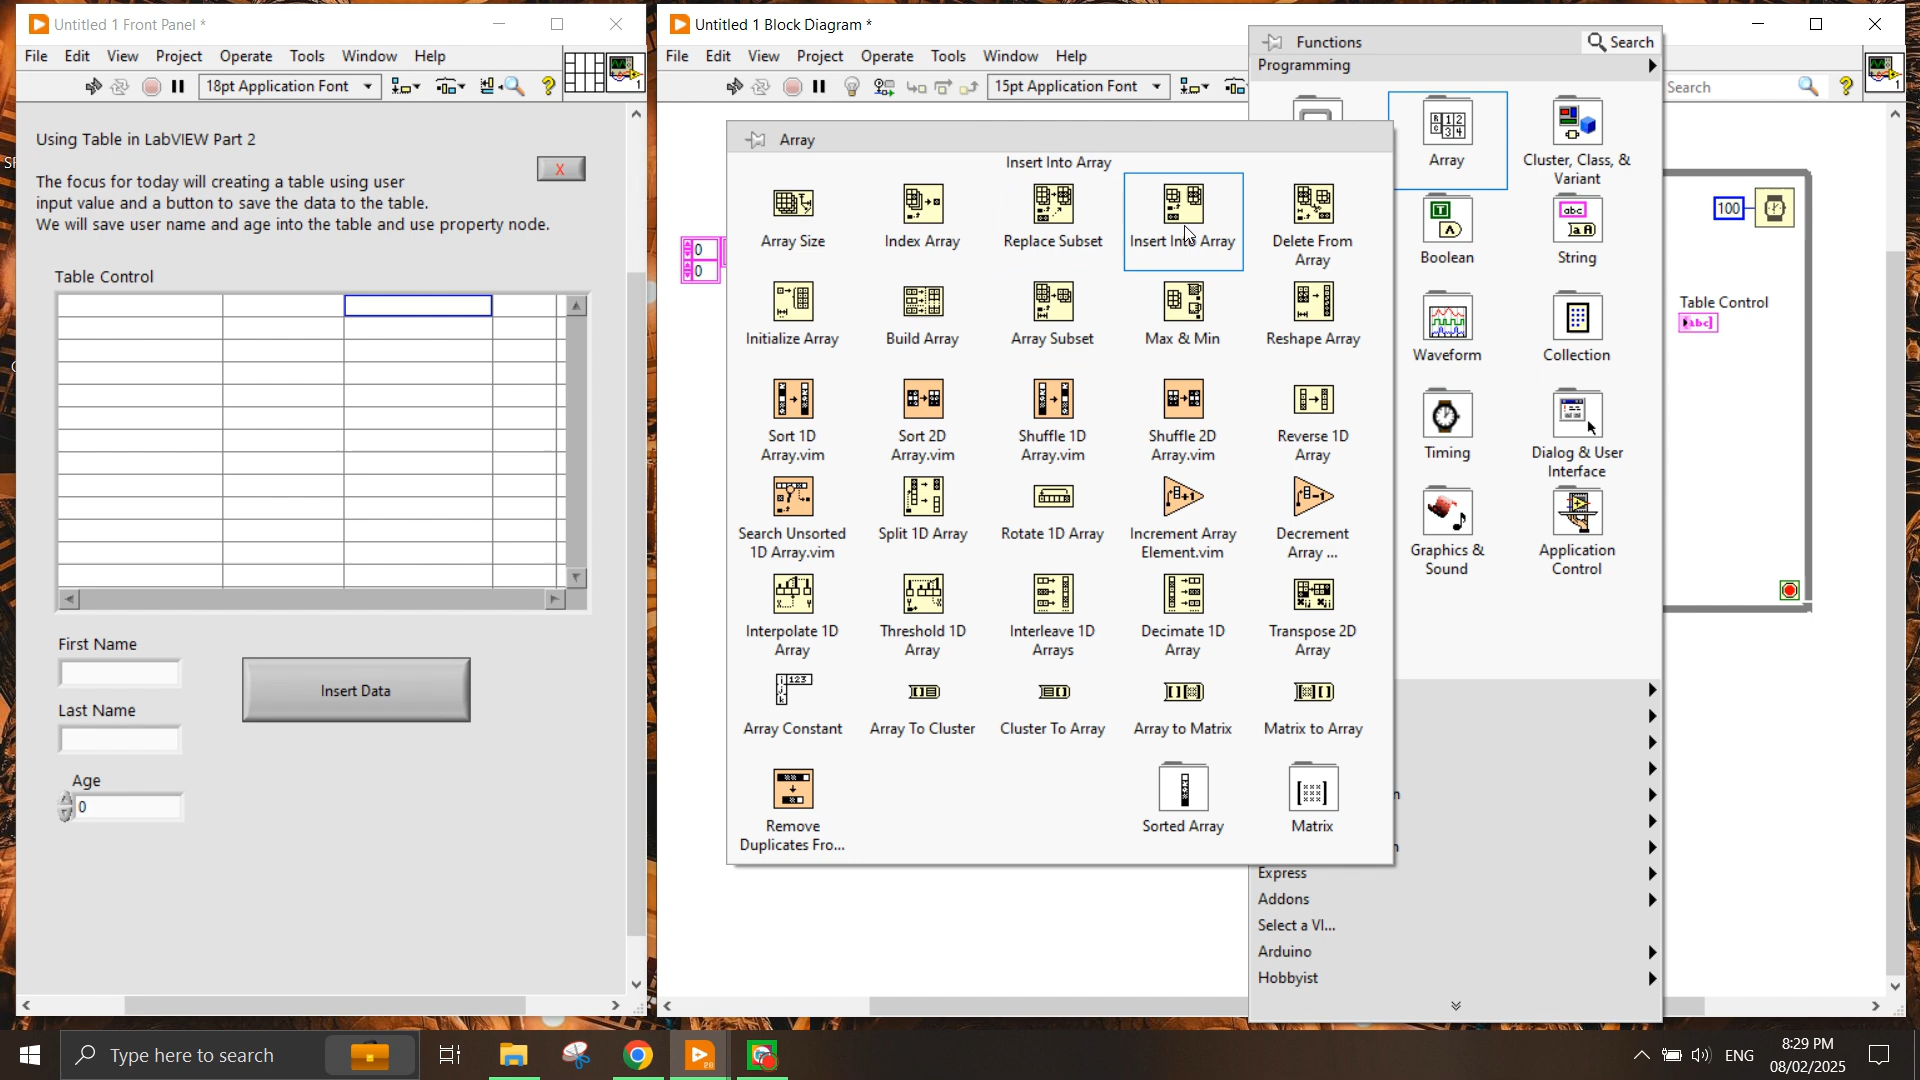 Untitled 1 Front Panel *
File Edit View Project Operate Tools Window Help
18pt Application Font
1
Using Table in LabVIEW Part 2
X
The focus for today will creating a table using user
input value and a button to save the data to the table.
We will save user name and age into the table and use property node.
Table Control
First Name
Insert Data
Last Name
Age
0
Untitled 1 Block Diagram *
File Edit View Project Operate Tools Window Help
15pt Application Font
Search
1
0
0
100
Table Control
abc
Functions
Search
Programming
Array
Cluster, Class, &
Variant
Boolean
String
Waveform
Collection
Timing
Dialog & User
Interface
Graphics &
Sound
Application
Control
Express
Addons
Select a VI...
Arduino
Hobbyist
Array
Insert Into Array
Array Size
Index Array
Replace Subset
Insert Into Array
Delete From
Array
Initialize Array
Build Array
Array Subset
Max & Min
Reshape Array
Sort 1D
Array.vim
Sort 2D
Array.vim
Shuffle 1D
Array.vim
Shuffle 2D
Array.vim
Reverse 1D
Array
Search Unsorted
1D Array.vim
Split 1D Array
Rotate 1D Array
Increment Array
Element.vim
Decrement
Array ...
Interpolate 1D
Array
Threshold 1D
Array
Interleave 1D
Arrays
Decimate 1D
Array
Transpose 2D
Array
Array Constant
Array To Cluster
Cluster To Array
Array to Matrix
Matrix to Array
Remove
Duplicates Fro...
Sorted Array
Matrix
Type here to search
ENG
8:29 PM
08/02/2025